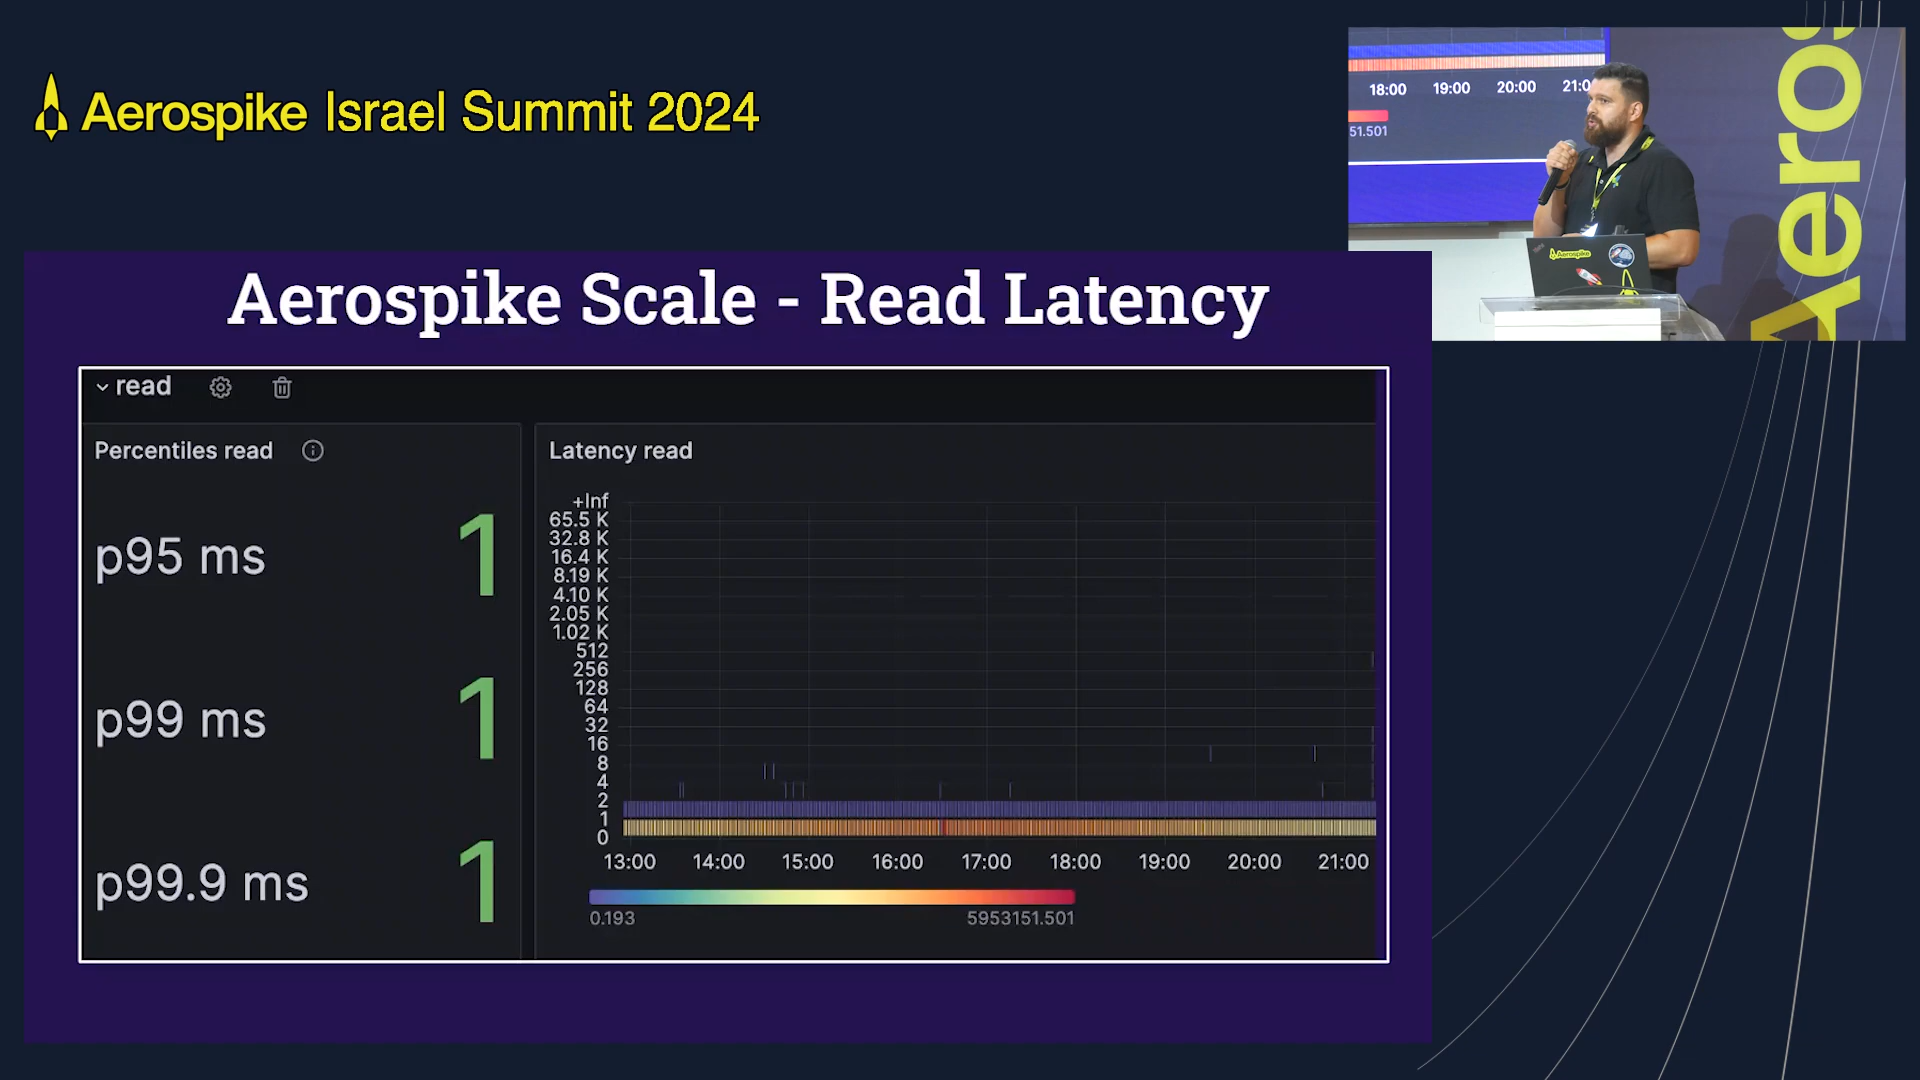 Aerospike Israel Summit 2024
18:00 19:00 20:00 21:0
51.501
Aeros
Aerospike
Aerospike Scale - Read Latency
read
Percentiles read
p95 ms 1
p99 ms 1
p99.9 ms 1
Latency read
+Inf
65.5 K
32.8 K
16.4 K
8.19 K
4.10 K
2.05 K
1.02 K
512
256
128
64
32
16
8
4
2
1
0
13:00 14:00 15:00 16:00 17:00 18:00 19:00 20:00 21:00
0.193 5953151.501